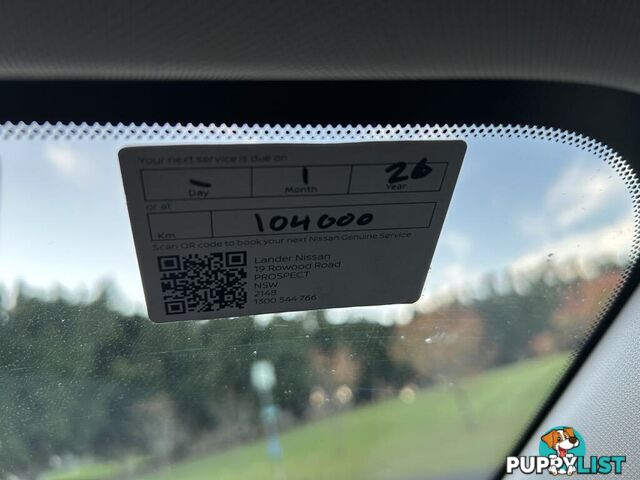 Your next service is due on
- 1 26
Day Month Year
or at
Km 104000
Scan QR code to book your next Nissan Genuine Service
Lander Nissan
19 Rowood Road
PROSPECT
NSW
2148
1300 544 766
PUPPYLIST